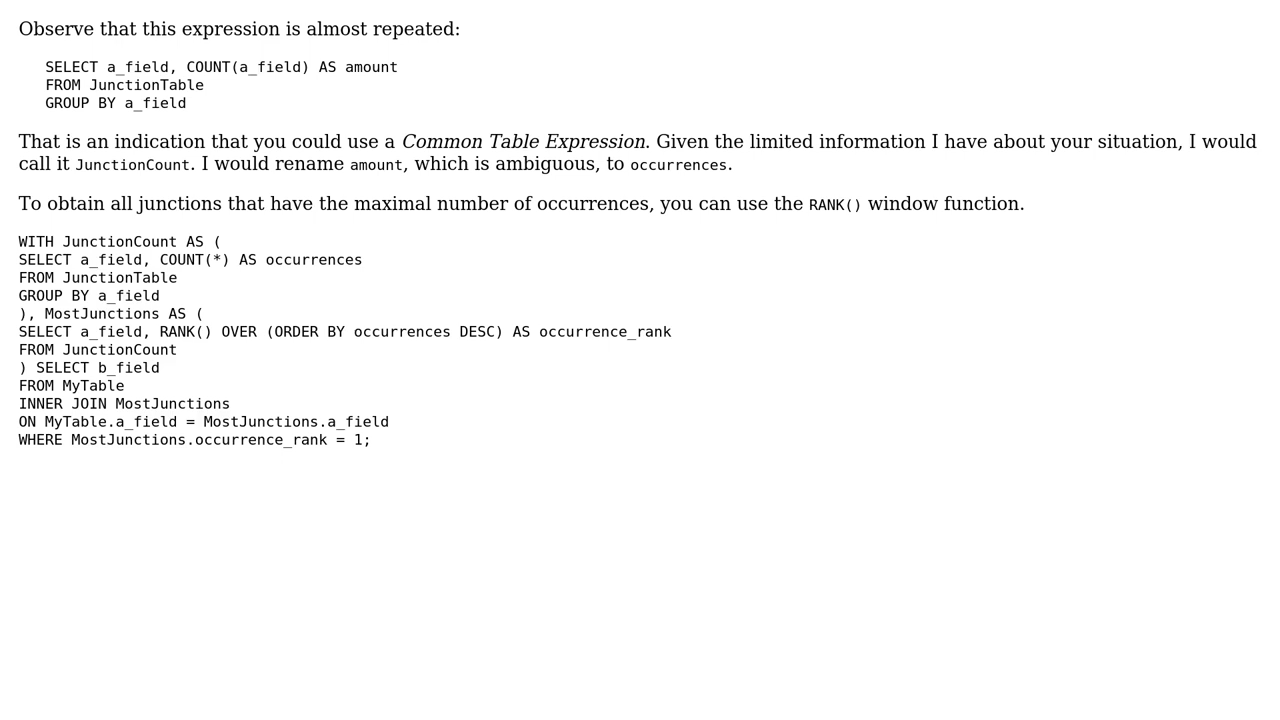 Observe that this expression is almost repeated:
SELECT a_field, COUNT(a_field) AS amount
FROM JunctionTable
GROUP BY a_field
That is an indication that you could use a Common Table Expression. Given the limited information I have about your situation, I would
call it JunctionCount. I would rename amount, which is ambiguous, to occurrences.
To obtain all junctions that have the maximal number of occurrences, you can use the RANK() window function.
WITH JunctionCount AS (
SELECT a_field, COUNT(*) AS occurrences
FROM JunctionTable
GROUP BY a_field
), MostJunctions AS (
SELECT a_field, RANK() OVER (ORDER BY occurrences DESC) AS occurrence_rank
FROM JunctionCount
) SELECT b_field
FROM MyTable
INNER JOIN MostJunctions
ON MyTable.a_field = MostJunctions.a_field
WHERE MostJunctions.occurrence_rank = 1;